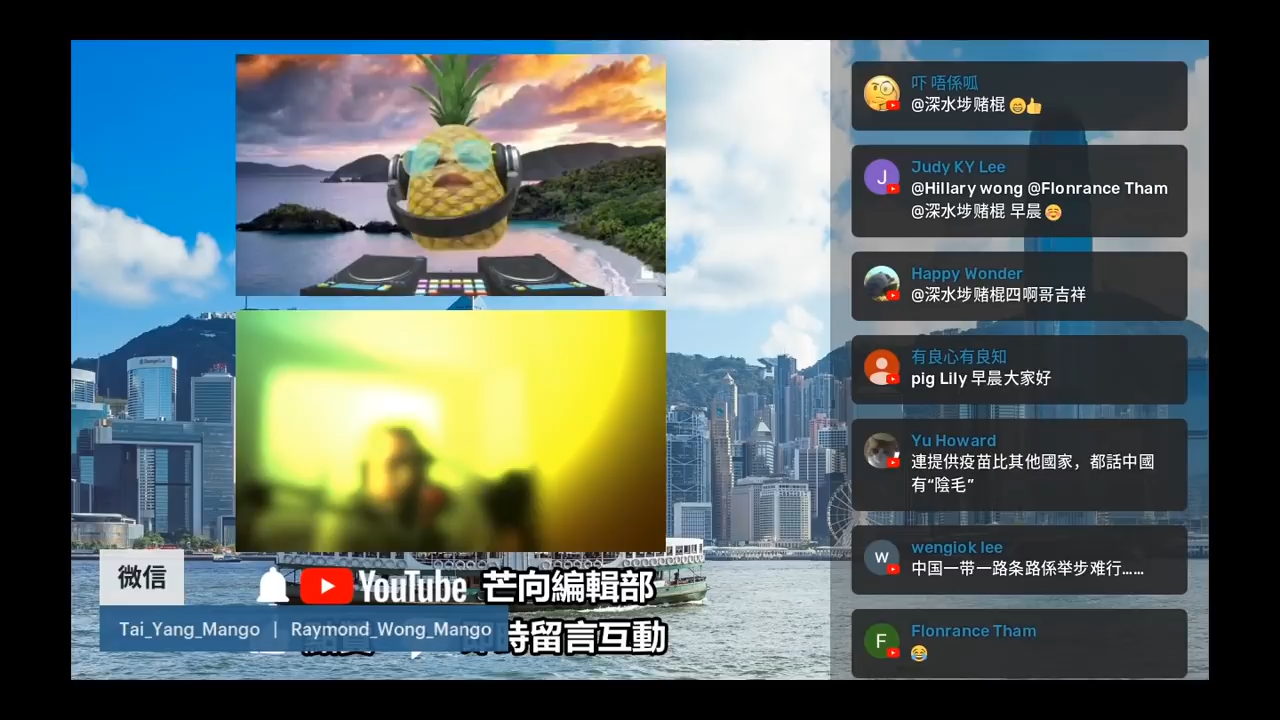 微信
Tai_Yang_Mango | Raymond_Wong_Mango
YouTube 芒向編輯部
時留言互動
吓 唔係呱
@深水埗赌棍 😁👍
Judy KY Lee
@Hillary wong @Flonrance Tham
@深水埗赌棍 早晨 😊
Happy Wonder
@深水埗赌棍四啊哥吉祥
有良心有良知
pig Lily 早晨大家好
Yu Howard
連提供疫苗比其他國家，都話中國
有“陰毛”
wengiok lee
中国一带一路条路係举步难行......
Flonrance Tham
😂
J
W
F